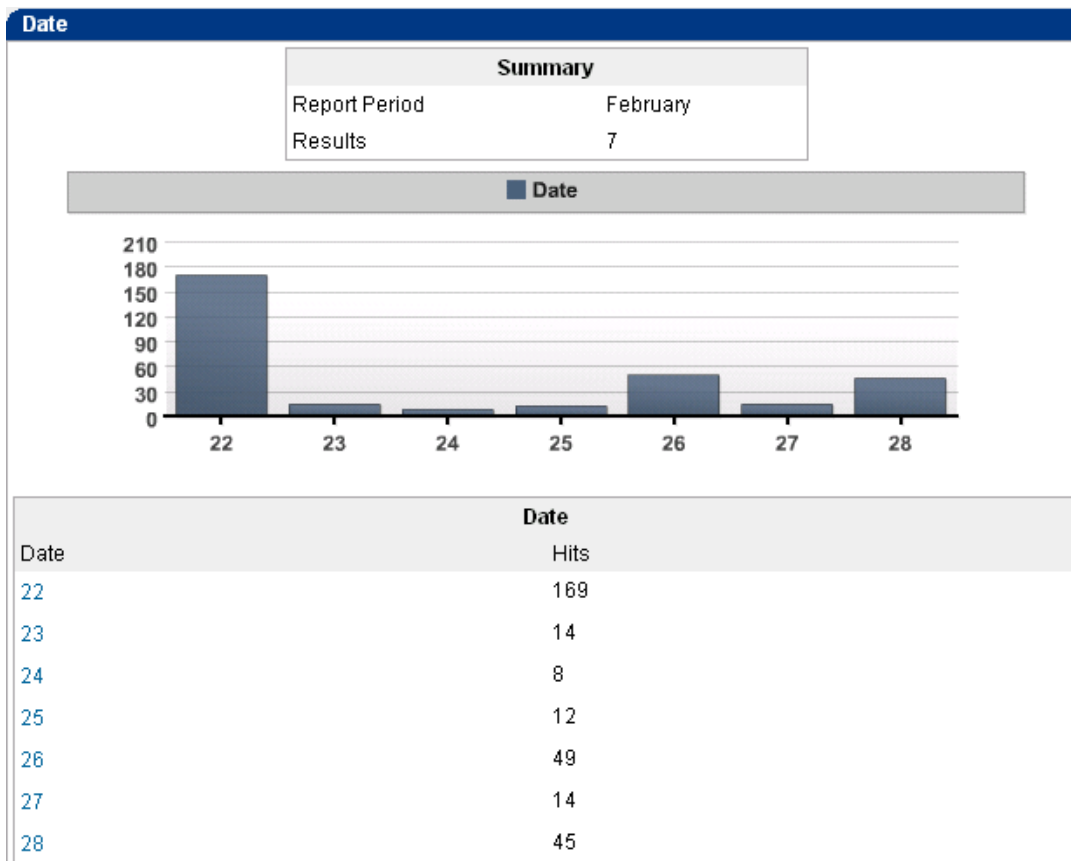 Date
Summary
Report Period February
Results 7
Date
210
180
150
120
90
60
30
0
22 23 24 25 26 27 28
Date
Date Hits
22 169
23 14
24 8
25 12
26 49
27 14
28 45